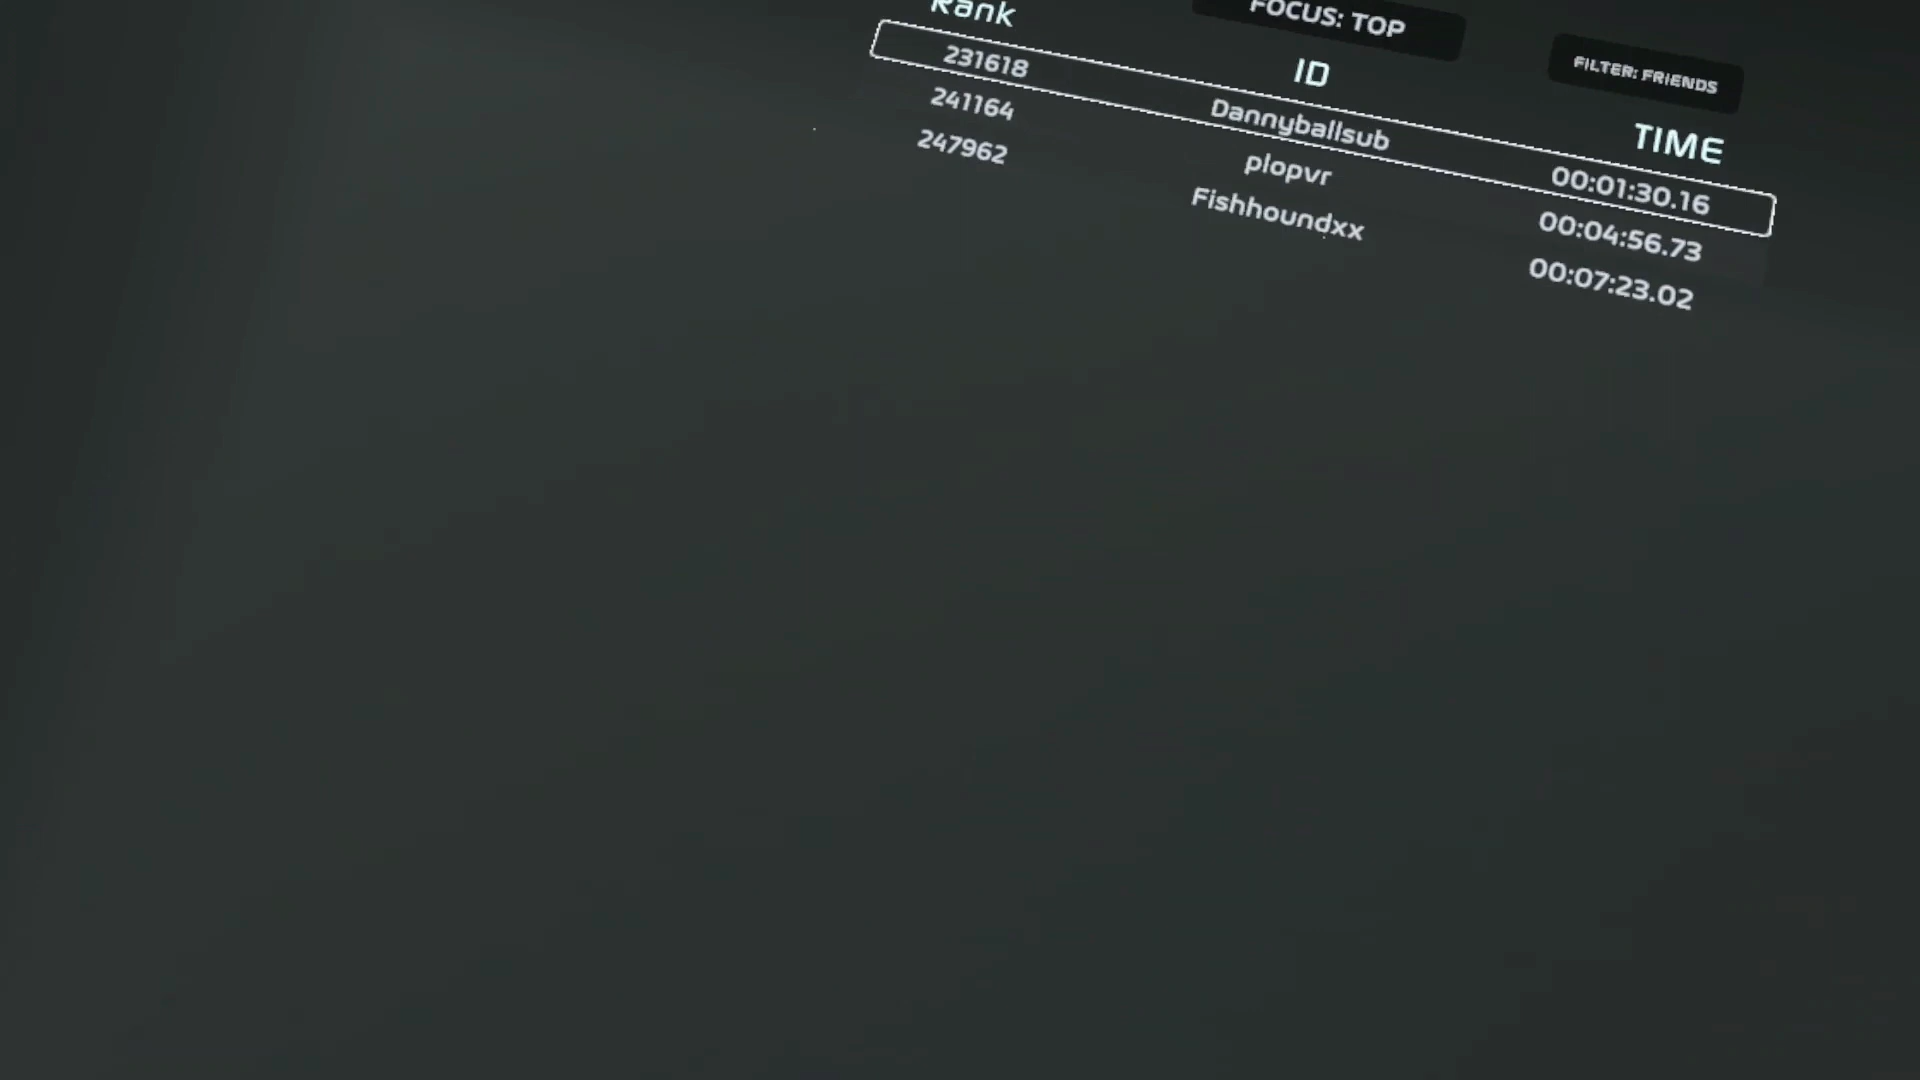 FOCUS: TOP
FILTER: FRIENDS
Rank ID TIME
231618 Dannyballsub 00:01:30.16
241164 plopvr 00:04:56.73
247962 Fishhoundxx 00:07:23.02